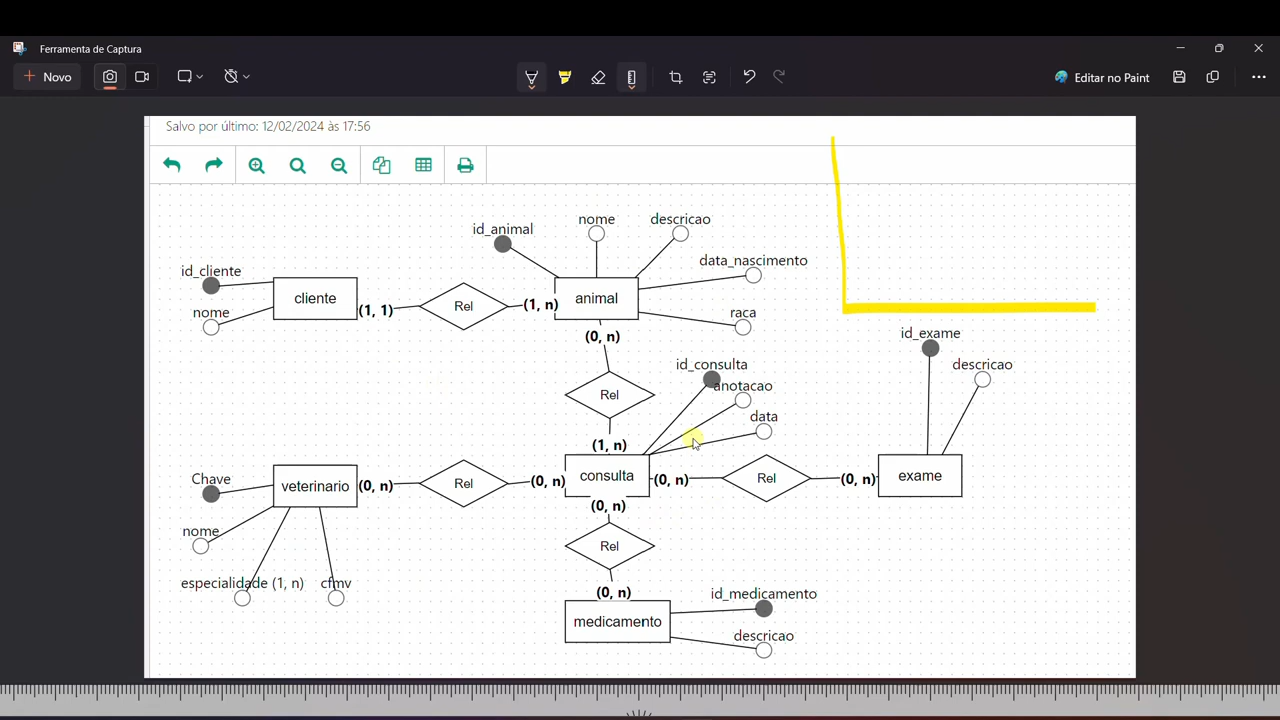 Ferramenta de Captura
Novo
Editar no Paint
Salvo por último: 12/02/2024 às 17:56
id_animal
nome
descricao
id_cliente
nome
cliente
(1, 1)
Rel
(1, n)
animal
data_nascimento
raca
(0, n)
Rel
(1, n)
id_consulta
anotacao
data
id_exame
descricao
Chave
nome
veterinario
(0, n)
Rel
(0, n)
consulta
(0, n)
Rel
(0, n)
exame
especialidade (1, n)
cfmv
(0, n)
Rel
(0, n)
medicamento
id_medicamento
descricao